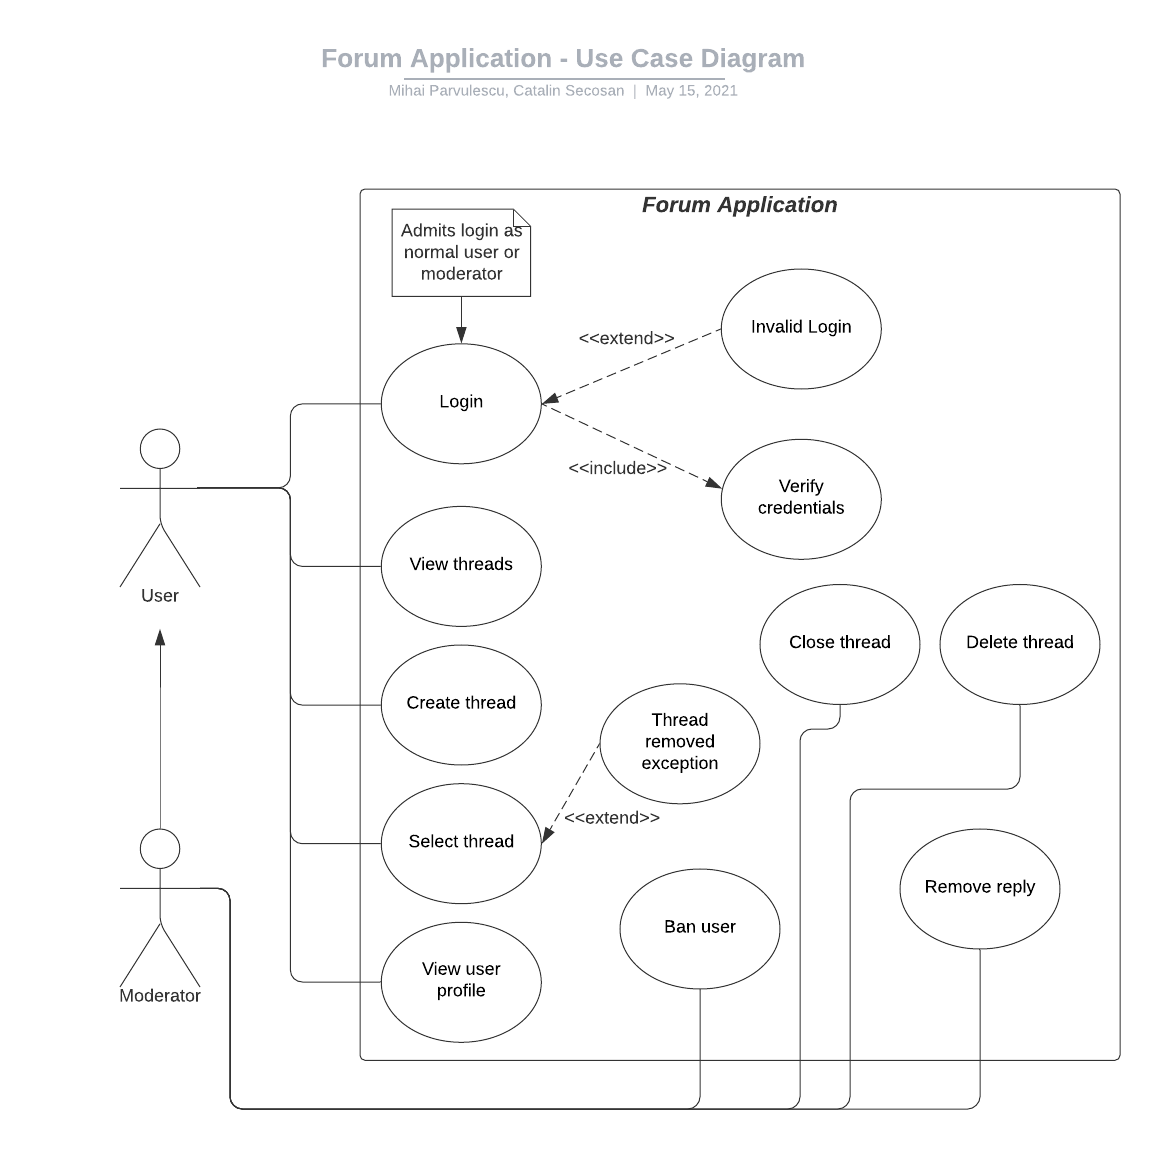 Forum Application - Use Case Diagram
Mihai Parvulescu, Catalin Secosan | May 15, 2021
Forum Application
Admits login as
normal user or
moderator
Invalid Login
<<extend>>
Login
<<include>>
Verify
credentials
View threads
User
Close thread
Delete thread
Create thread
Thread
removed
exception
<<extend>>
Select thread
Remove reply
Ban user
View user
profile
Moderator